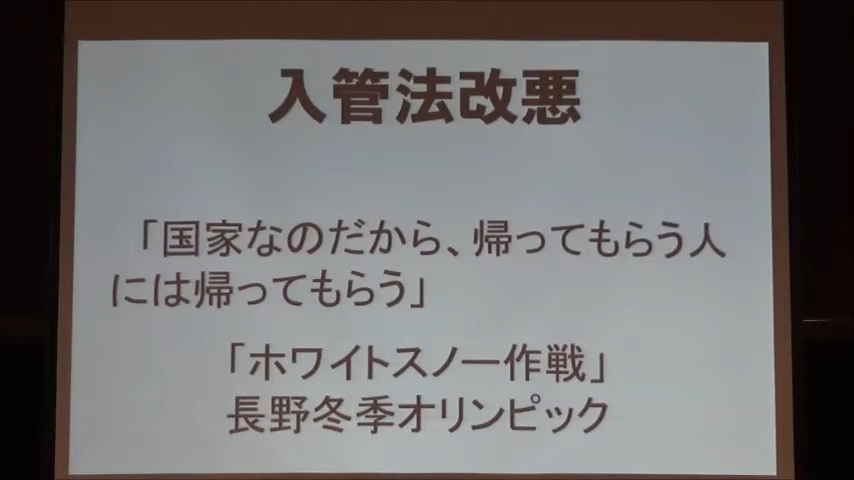 入管法改悪
「国家なのだから、帰ってもらう人
には帰ってもらう」
「ホワイトスノー作戦」
長野冬季オリンピック